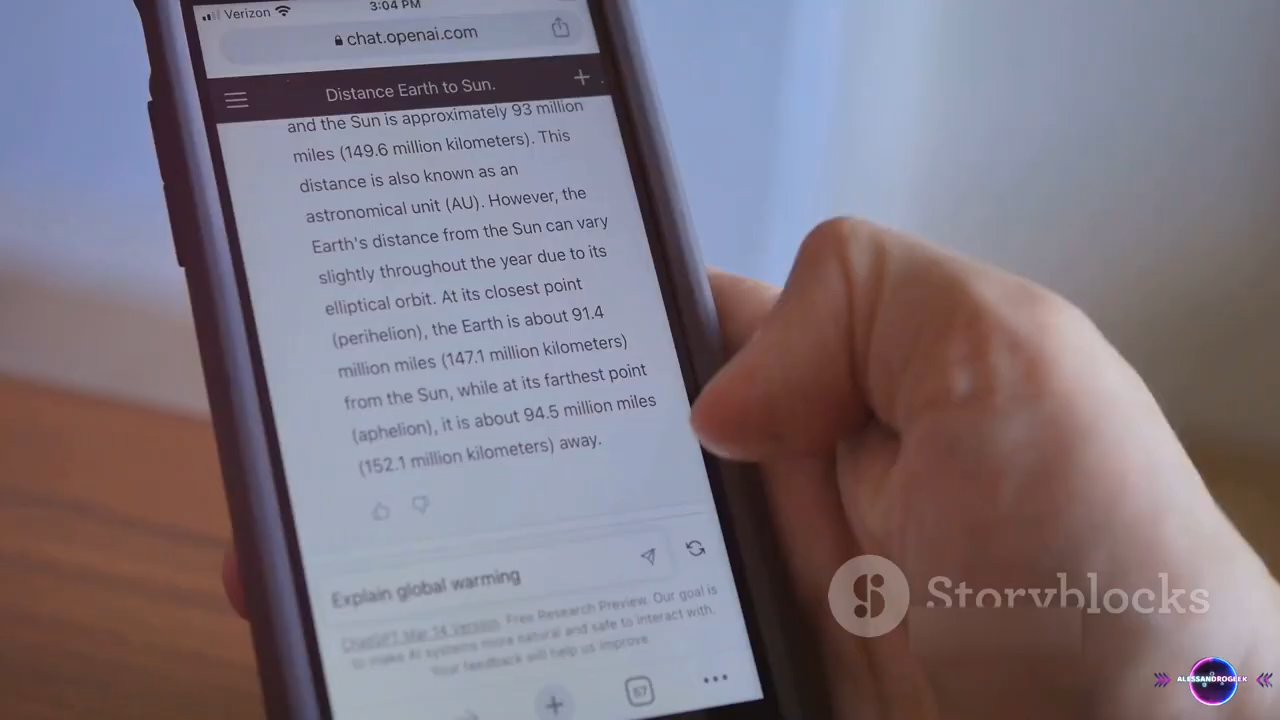 Verizon
3:04 PM
chat.openai.com
Distance Earth to Sun.
+
and the Sun is approximately 93 million
miles (149.6 million kilometers). This
distance is also known as an
astronomical unit (AU). However, the
Earth's distance from the Sun can vary
slightly throughout the year due to its
elliptical orbit. At its closest point
(perihelion), the Earth is about 91.4
million miles (147.1 million kilometers)
from the Sun, while at its farthest point
(aphelion), it is about 94.5 million miles
(152.1 million kilometers) away.
Explain global warming
ChatGPT Mar 14 Version. Free Research Preview. Our goal is
to make AI systems more natural and safe to interact with.
Your feedback will help us improve.
57
Storyblocks
ALESSANDROGEEK